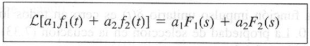 ℒ[a₁f₁(t) + a₂f₂(t)] = a₁F₁(s) + a₂F₂(s)